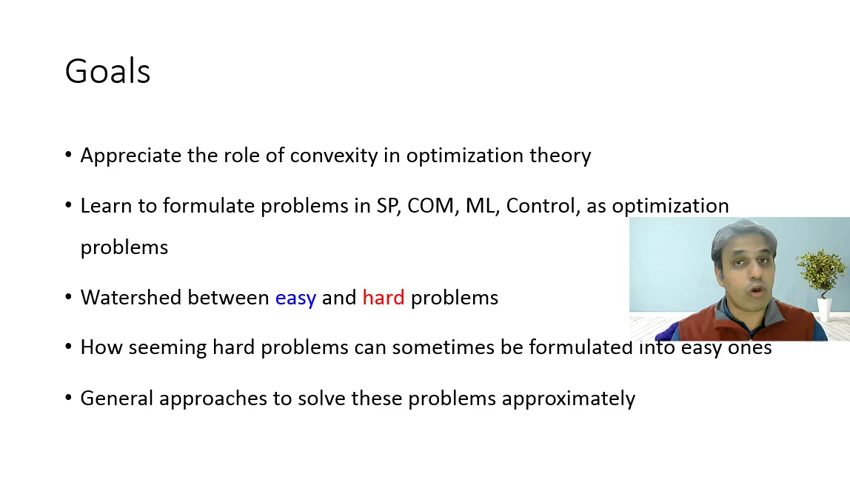 Goals
• Appreciate the role of convexity in optimization theory
• Learn to formulate problems in SP, COM, ML, Control, as optimization
problems
• Watershed between easy and hard problems
• How seeming hard problems can sometimes be formulated into easy ones
• General approaches to solve these problems approximately